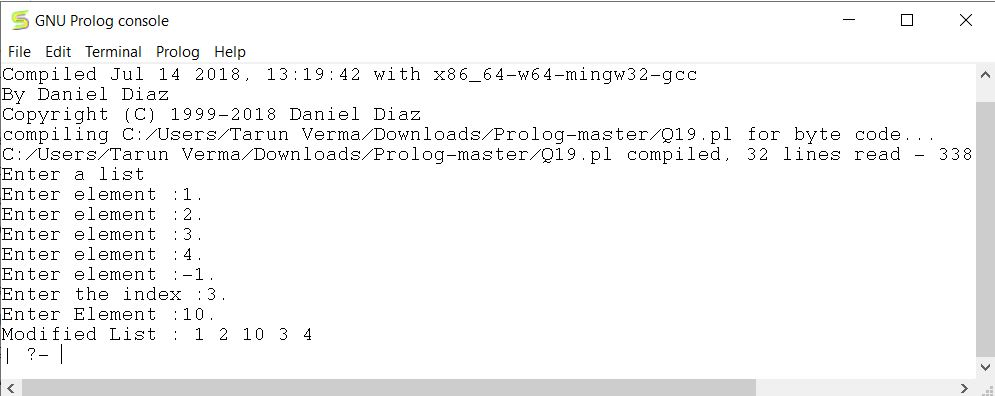 GNU Prolog console
File Edit Terminal Prolog Help
Compiled Jul 14 2018, 13:19:42 with x86_64-w64-mingw32-gcc
By Daniel Diaz
Copyright (C) 1999-2018 Daniel Diaz
compiling C:/Users/Tarun Verma/Downloads/Prolog-master/Q19.pl for byte code...
C:/Users/Tarun Verma/Downloads/Prolog-master/Q19.pl compiled, 32 lines read - 338
Enter a list
Enter element :1.
Enter element :2.
Enter element :3.
Enter element :4.
Enter element :-1.
Enter the index :3.
Enter Element :10.
Modified List : 1 2 10 3 4
| ?-